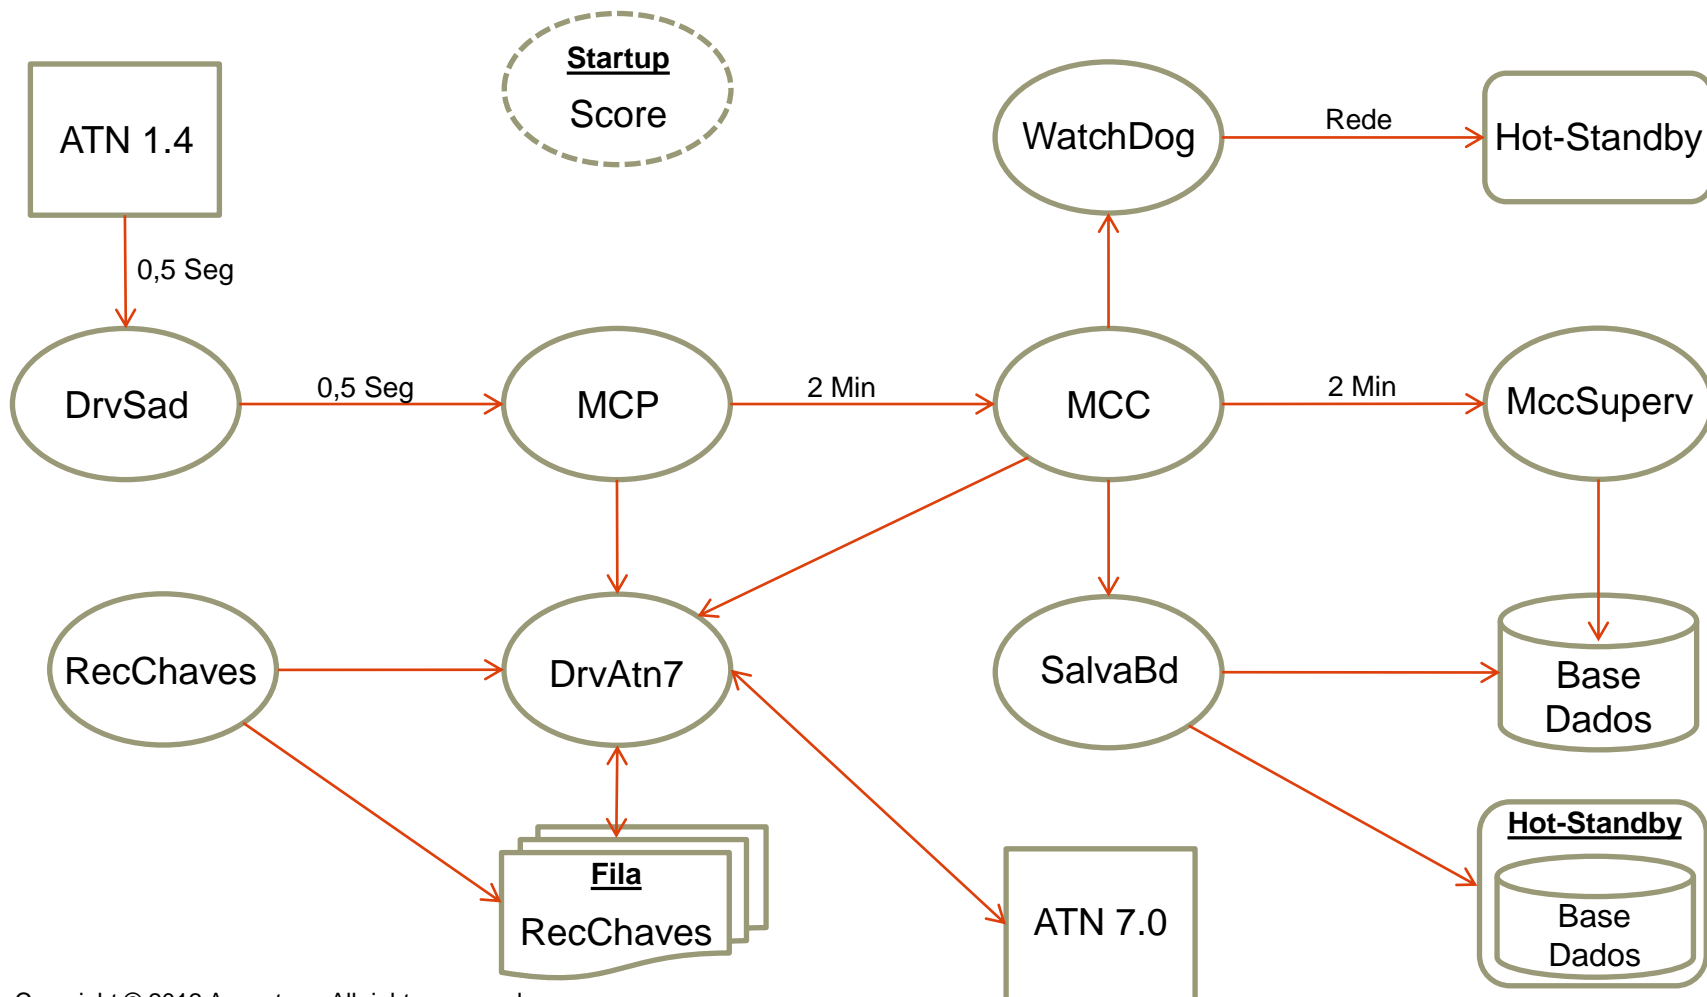 Startup
Score
ATN 1.4
WatchDog
Rede
Hot-Standby
0,5 Seg
DrvSad
0,5 Seg
MCP
2 Min
MCC
2 Min
MccSuperv
RecChaves
DrvAtn7
SalvaBd
Base
Dados
Fila
RecChaves
ATN 7.0
Hot-Standby
Base
Dados